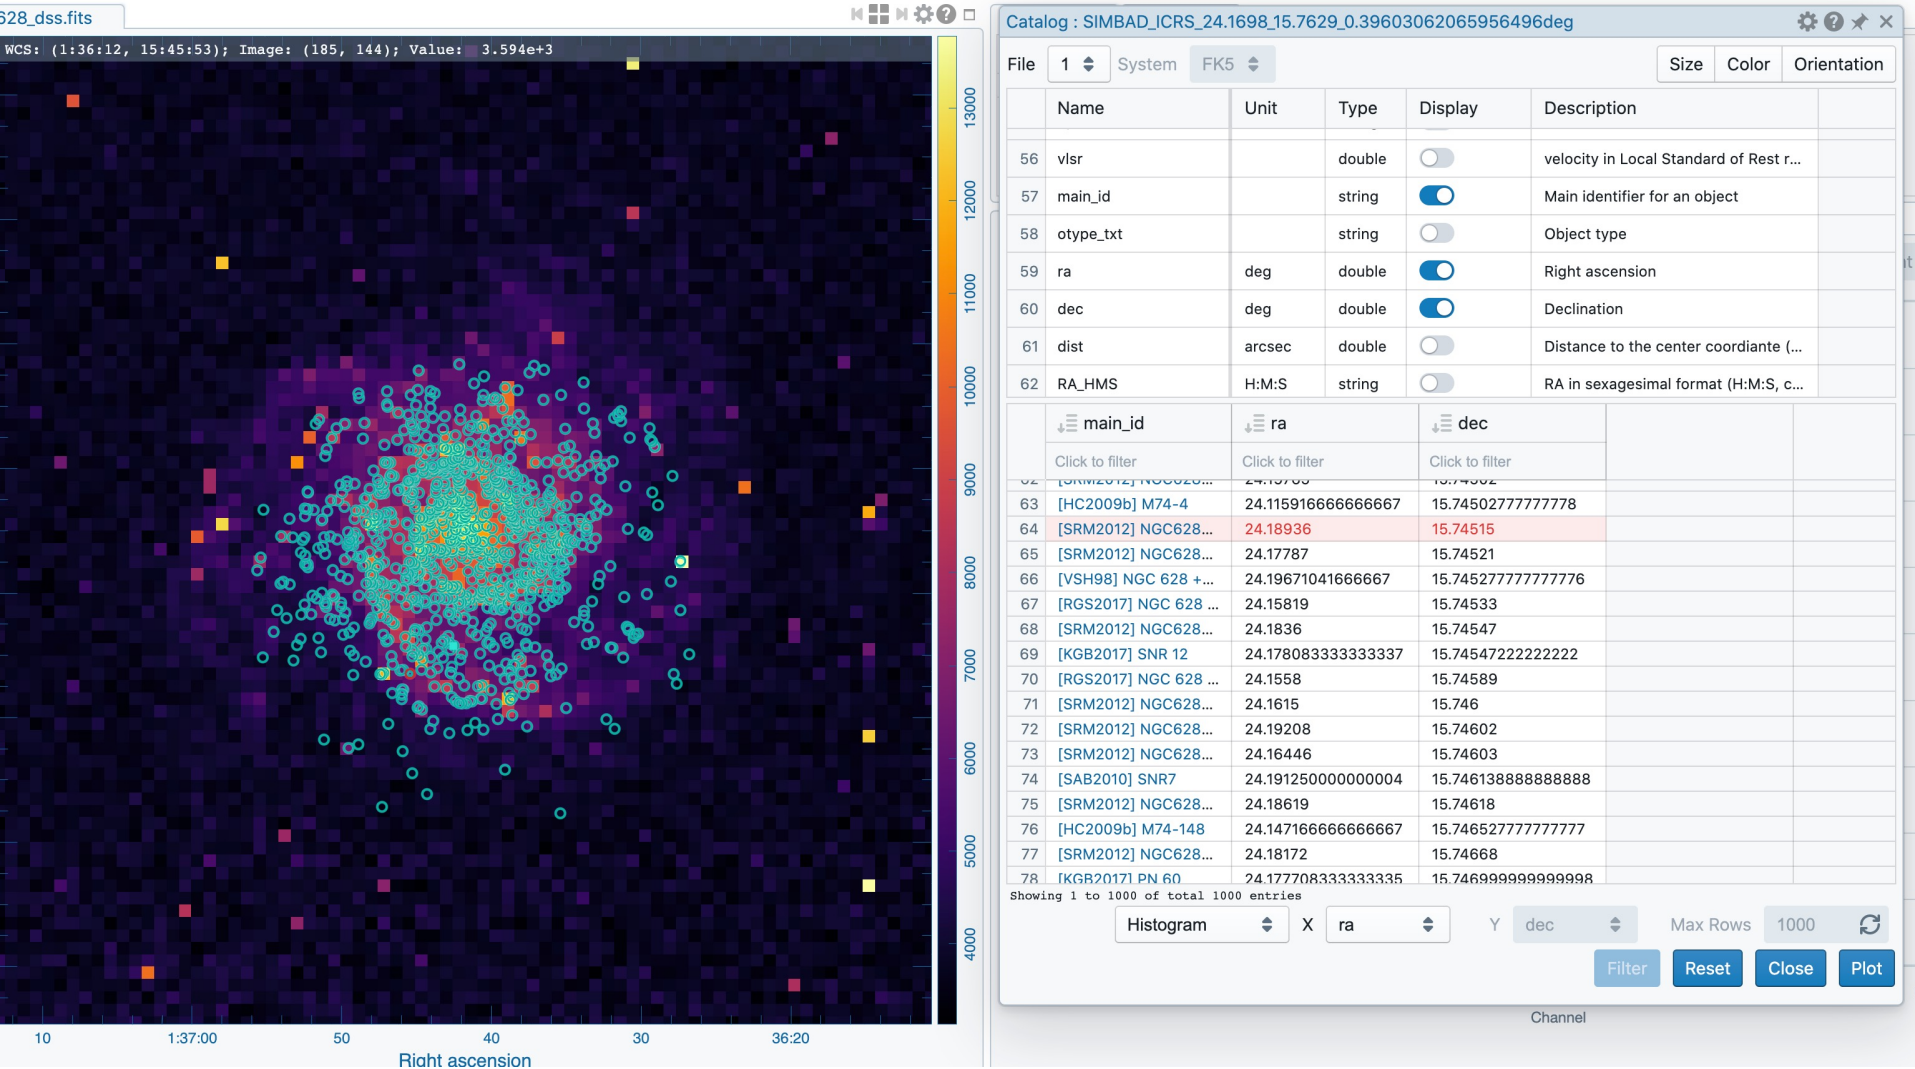 628_dss.fits
WCS: (1:36:12, 15:45:53); Image: (185, 144); Value:  3.594e+3
13000
12000
11000
10000
9000
8000
7000
6000
5000
4000
10 1:37:00 50 40 30 36:20
Right ascension
Catalog : SIMBAD_ICRS_24.1698_15.7629_0.39603062065956496deg
File 1 System FK5 Size Color Orientation
Name Unit Type Display Description
56 vlsr double velocity in Local Standard of Rest r...
57 main_id string Main identifier for an object
58 otype_txt string Object type
59 ra deg double Right ascension
60 dec deg double Declination
61 dist arcsec double Distance to the center coordiante (...
62 RA_HMS H:M:S string RA in sexagesimal format (H:M:S, c...
main_id ra dec
Click to filter Click to filter Click to filter
63 [HC2009b] M74-4 24.115916666666667 15.74502777777778
64 [SRM2012] NGC628... 24.18936 15.74515
65 [SRM2012] NGC628... 24.17787 15.74521
66 [VSH98] NGC 628 +... 24.19671041666667 15.745277777777776
67 [RGS2017] NGC 628 ... 24.15819 15.74533
68 [SRM2012] NGC628... 24.1836 15.74547
69 [KGB2017] SNR 12 24.178083333333337 15.74547222222222
70 [RGS2017] NGC 628 ... 24.1558 15.74589
71 [SRM2012] NGC628... 24.1615 15.746
72 [SRM2012] NGC628... 24.19208 15.74602
73 [SRM2012] NGC628... 24.16446 15.74603
74 [SAB2010] SNR7 24.191250000000004 15.746138888888888
75 [SRM2012] NGC628... 24.18619 15.74618
76 [HC2009b] M74-148 24.147166666666667 15.746527777777777
77 [SRM2012] NGC628... 24.18172 15.74668
78 [KGB2017] PN 60 24.177708333333335 15.746999999999998
Showing 1 to 1000 of total 1000 entries
Histogram X ra Y dec Max Rows 1000
Filter Reset Close Plot
Channel